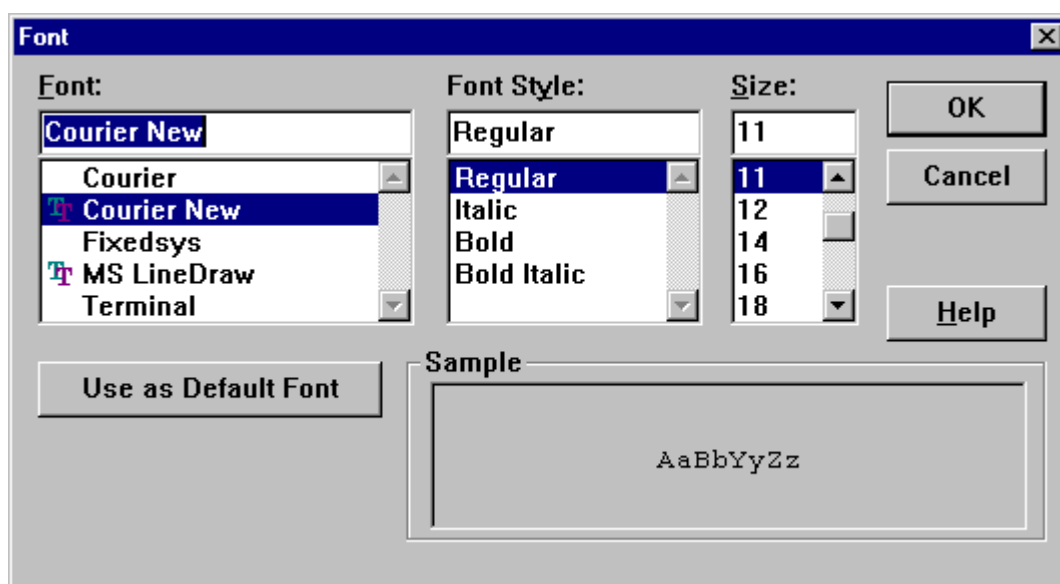 Font
Font:
Courier New
Courier
Courier New
Fixedsys
MS LineDraw
Terminal
Font Style:
Regular
Regular
Italic
Bold
Bold Italic
Size:
11
11
12
14
16
18
OK
Cancel
Help
Use as Default Font
Sample
AaBbYyZz